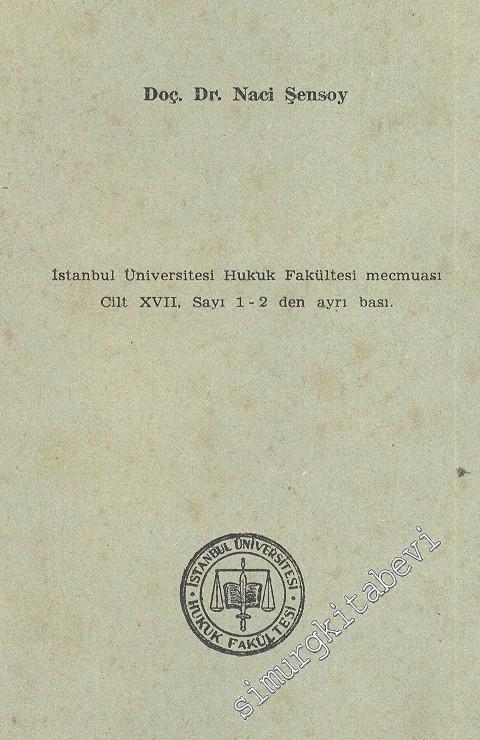 Doç. Dr. Naci Şensoy
İstanbul Üniversitesi Hukuk Fakültesi mecmuası
Cilt XVII, Sayı 1 - 2 den ayrı bası.
İSTANBUL ÜNİVERSİTESİ
HUKUK FAKÜLTESİ
simurgkitabevi